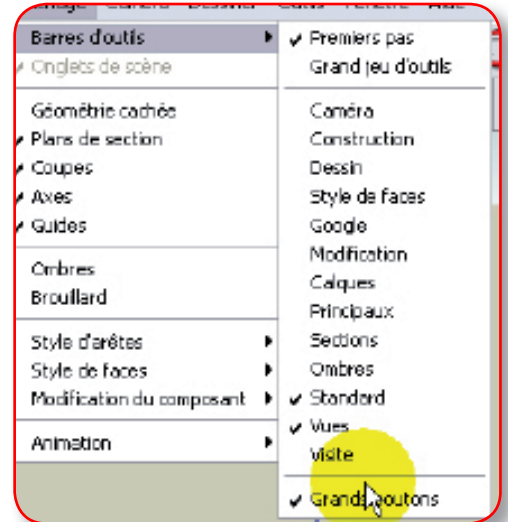 Barres d'outils
Onglets de scène
Géométrie cachée
Plans de section
Coupes
Axes
Guides
Ombres
Brouillard
Style d'arêtes
Style de faces
Modification du composant
Animation
Premiers pas
Grand jeu d'outils
Caméra
Construction
Dessin
Style de faces
Google
Modification
Calques
Principaux
Sections
Ombres
Standard
Vues
Visite
Grands boutons